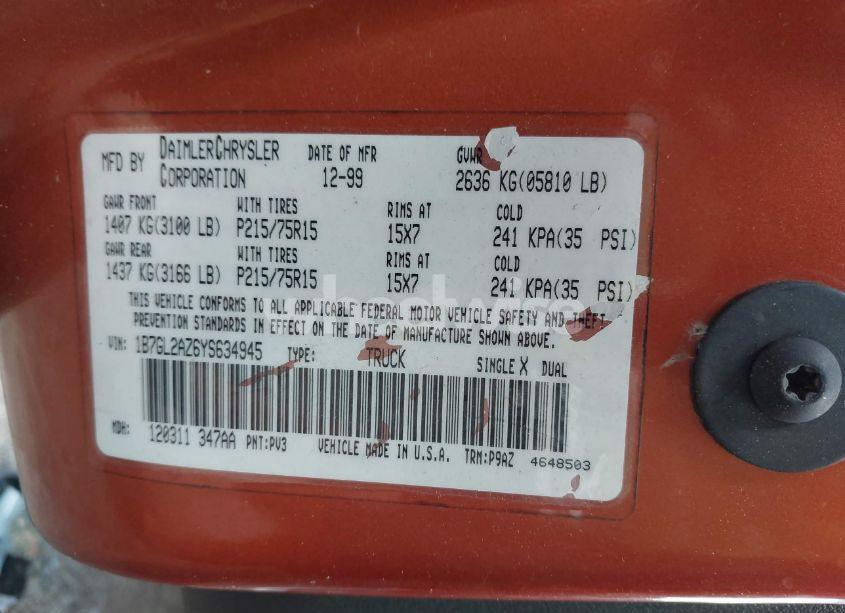 MFD BY DAIMLERCHRYSLER CORPORATION DATE OF MFR 12-99 GVWR 2636 KG(05810 LB)
GAWR FRONT WITH TIRES RIMS AT COLD
1407 KG(3100 LB) P215/75R15 15X7 241 KPA(35 PSI)
GAWR REAR WITH TIRES RIMS AT COLD
1437 KG(3166 LB) P215/75R15 15X7 241 KPA(35 PSI)
THIS VEHICLE CONFORMS TO ALL APPLICABLE FEDERAL MOTOR VEHICLE SAFETY AND THEFT
PREVENTION STANDARDS IN EFFECT ON THE DATE OF MANUFACTURE SHOWN ABOVE.
VIN: 1B7GL2AZ6YS634945 TYPE: TRUCK SINGLE X DUAL
MDH: 120311 347AA PNT:PV3 VEHICLE MADE IN U.S.A. TRM:P9AZ 4648503